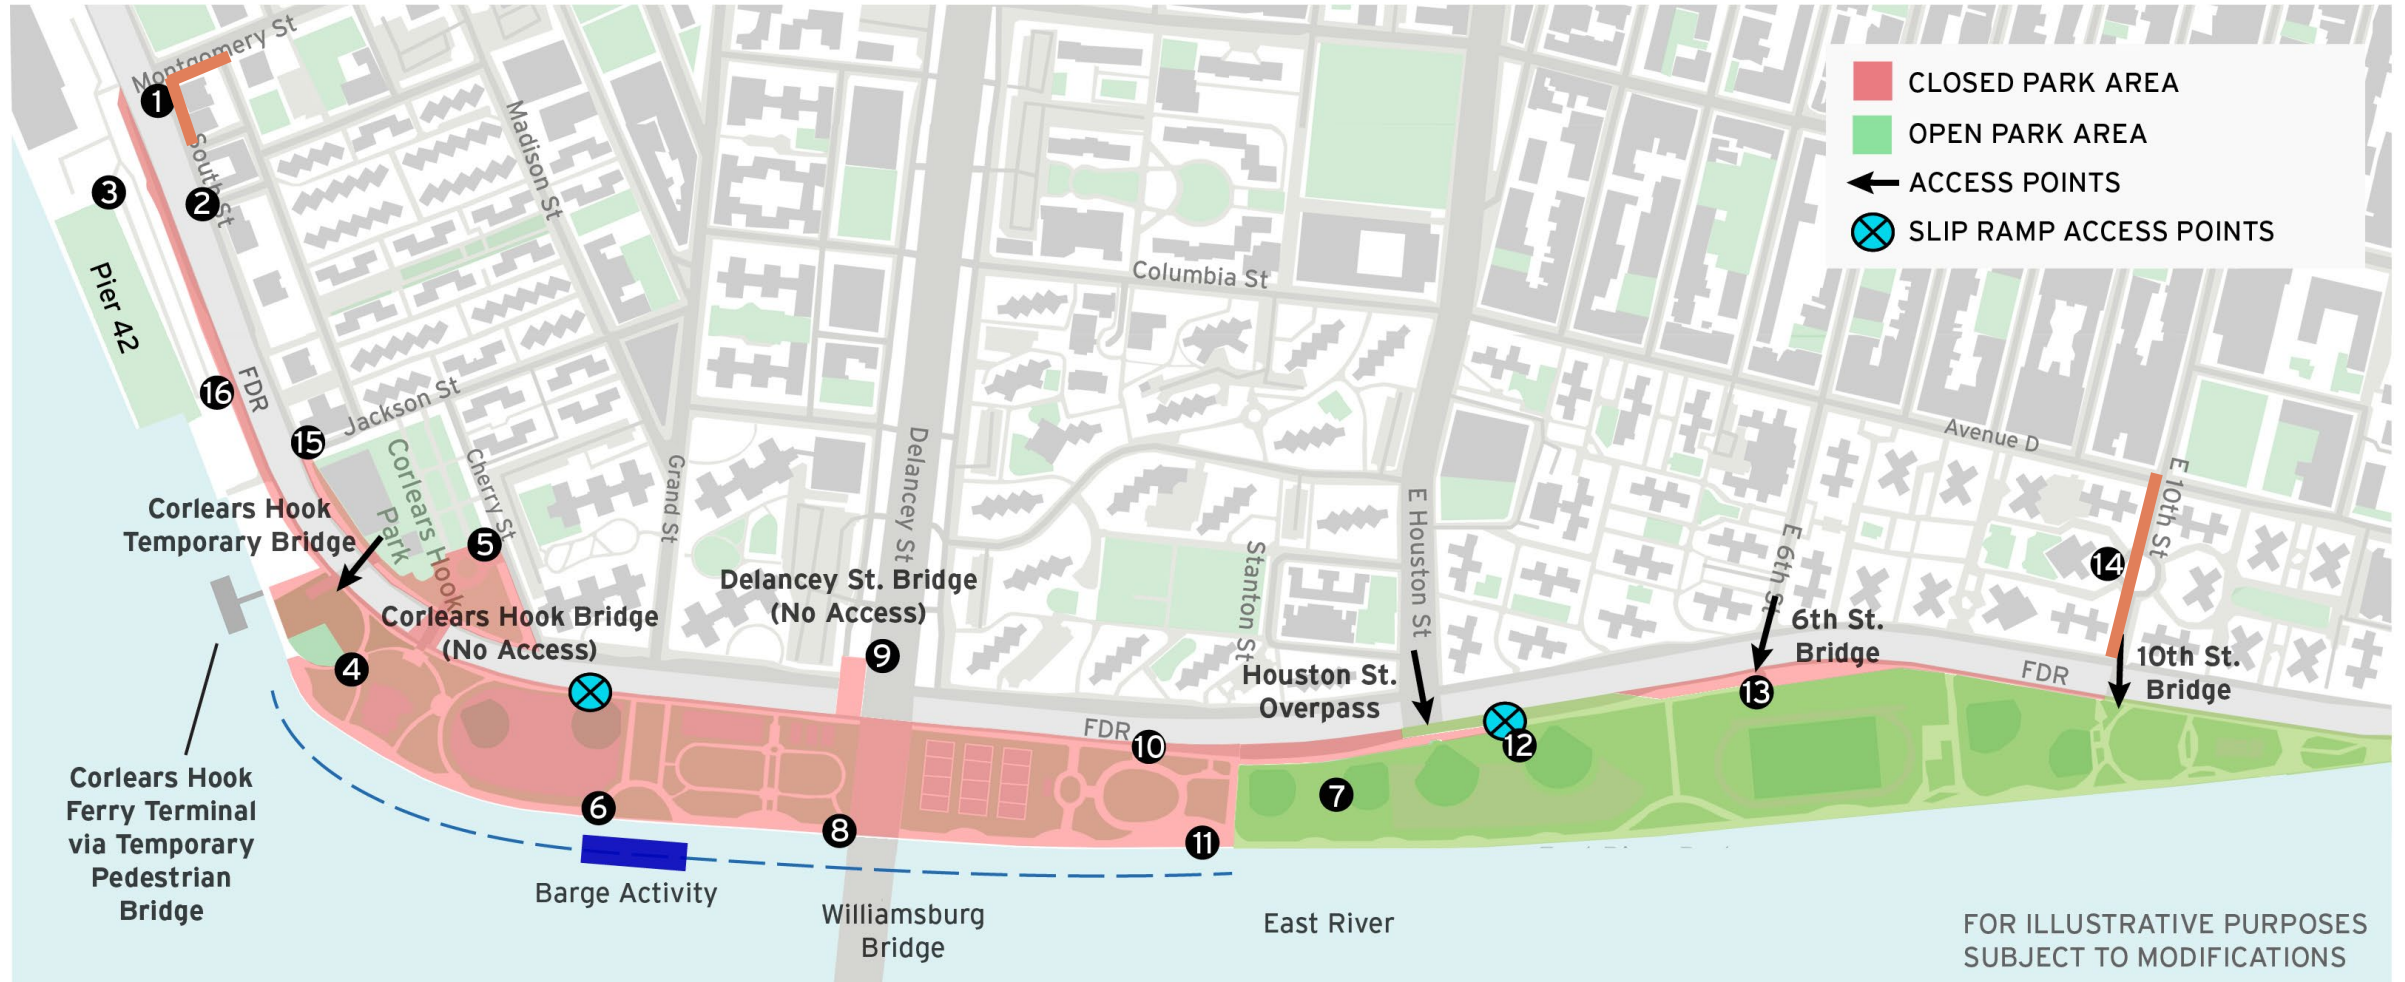 Montgomery St
1
South St
2
3
Pier 42
16
FDR
15
Jackson St
Madison St
Cherry St
Corlears Hook
Park
Corlears Hook
Temporary Bridge
5
Corlears Hook Bridge
(No Access)
4
Corlears Hook
Ferry Terminal
via Temporary
Pedestrian
Bridge
6
Barge Activity
Grand St
Delancey St
Delancey St. Bridge
(No Access)
9
8
Williamsburg
Bridge
Columbia St
Stanton St
E Houston St
Houston St.
Overpass
FDR
10
11
7
12
East River
E 6th St
6th St.
Bridge
13
Avenue D
E 10th St
14
10th St.
Bridge
FDR
CLOSED PARK AREA
OPEN PARK AREA
ACCESS POINTS
SLIP RAMP ACCESS POINTS
FOR ILLUSTRATIVE PURPOSES
SUBJECT TO MODIFICATIONS